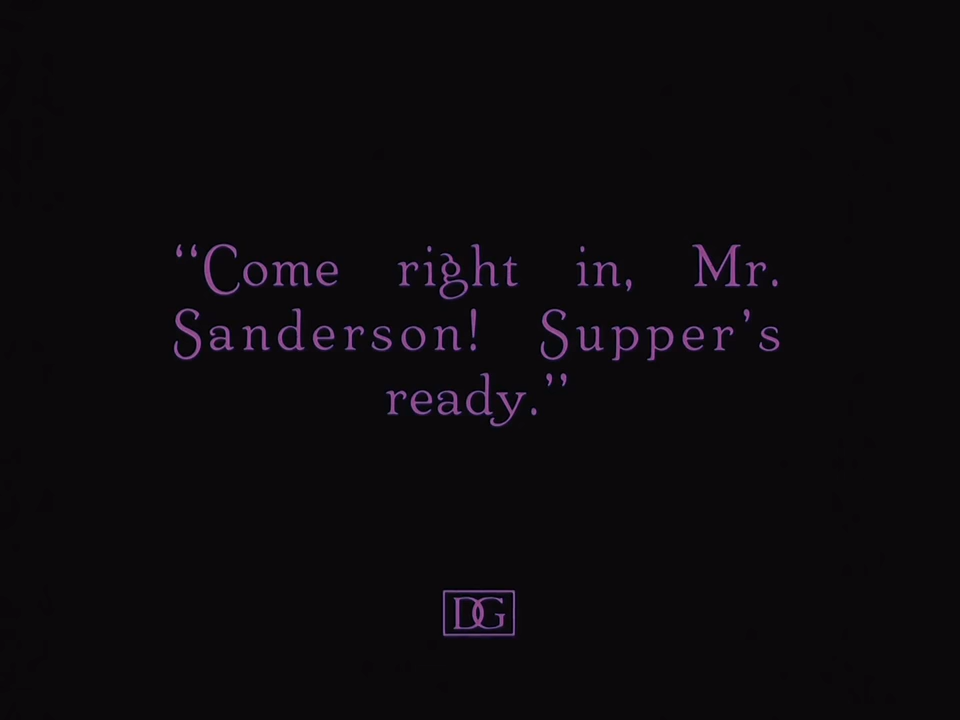 “Come right in, Mr.
Sanderson! Supper’s
ready.”
DG